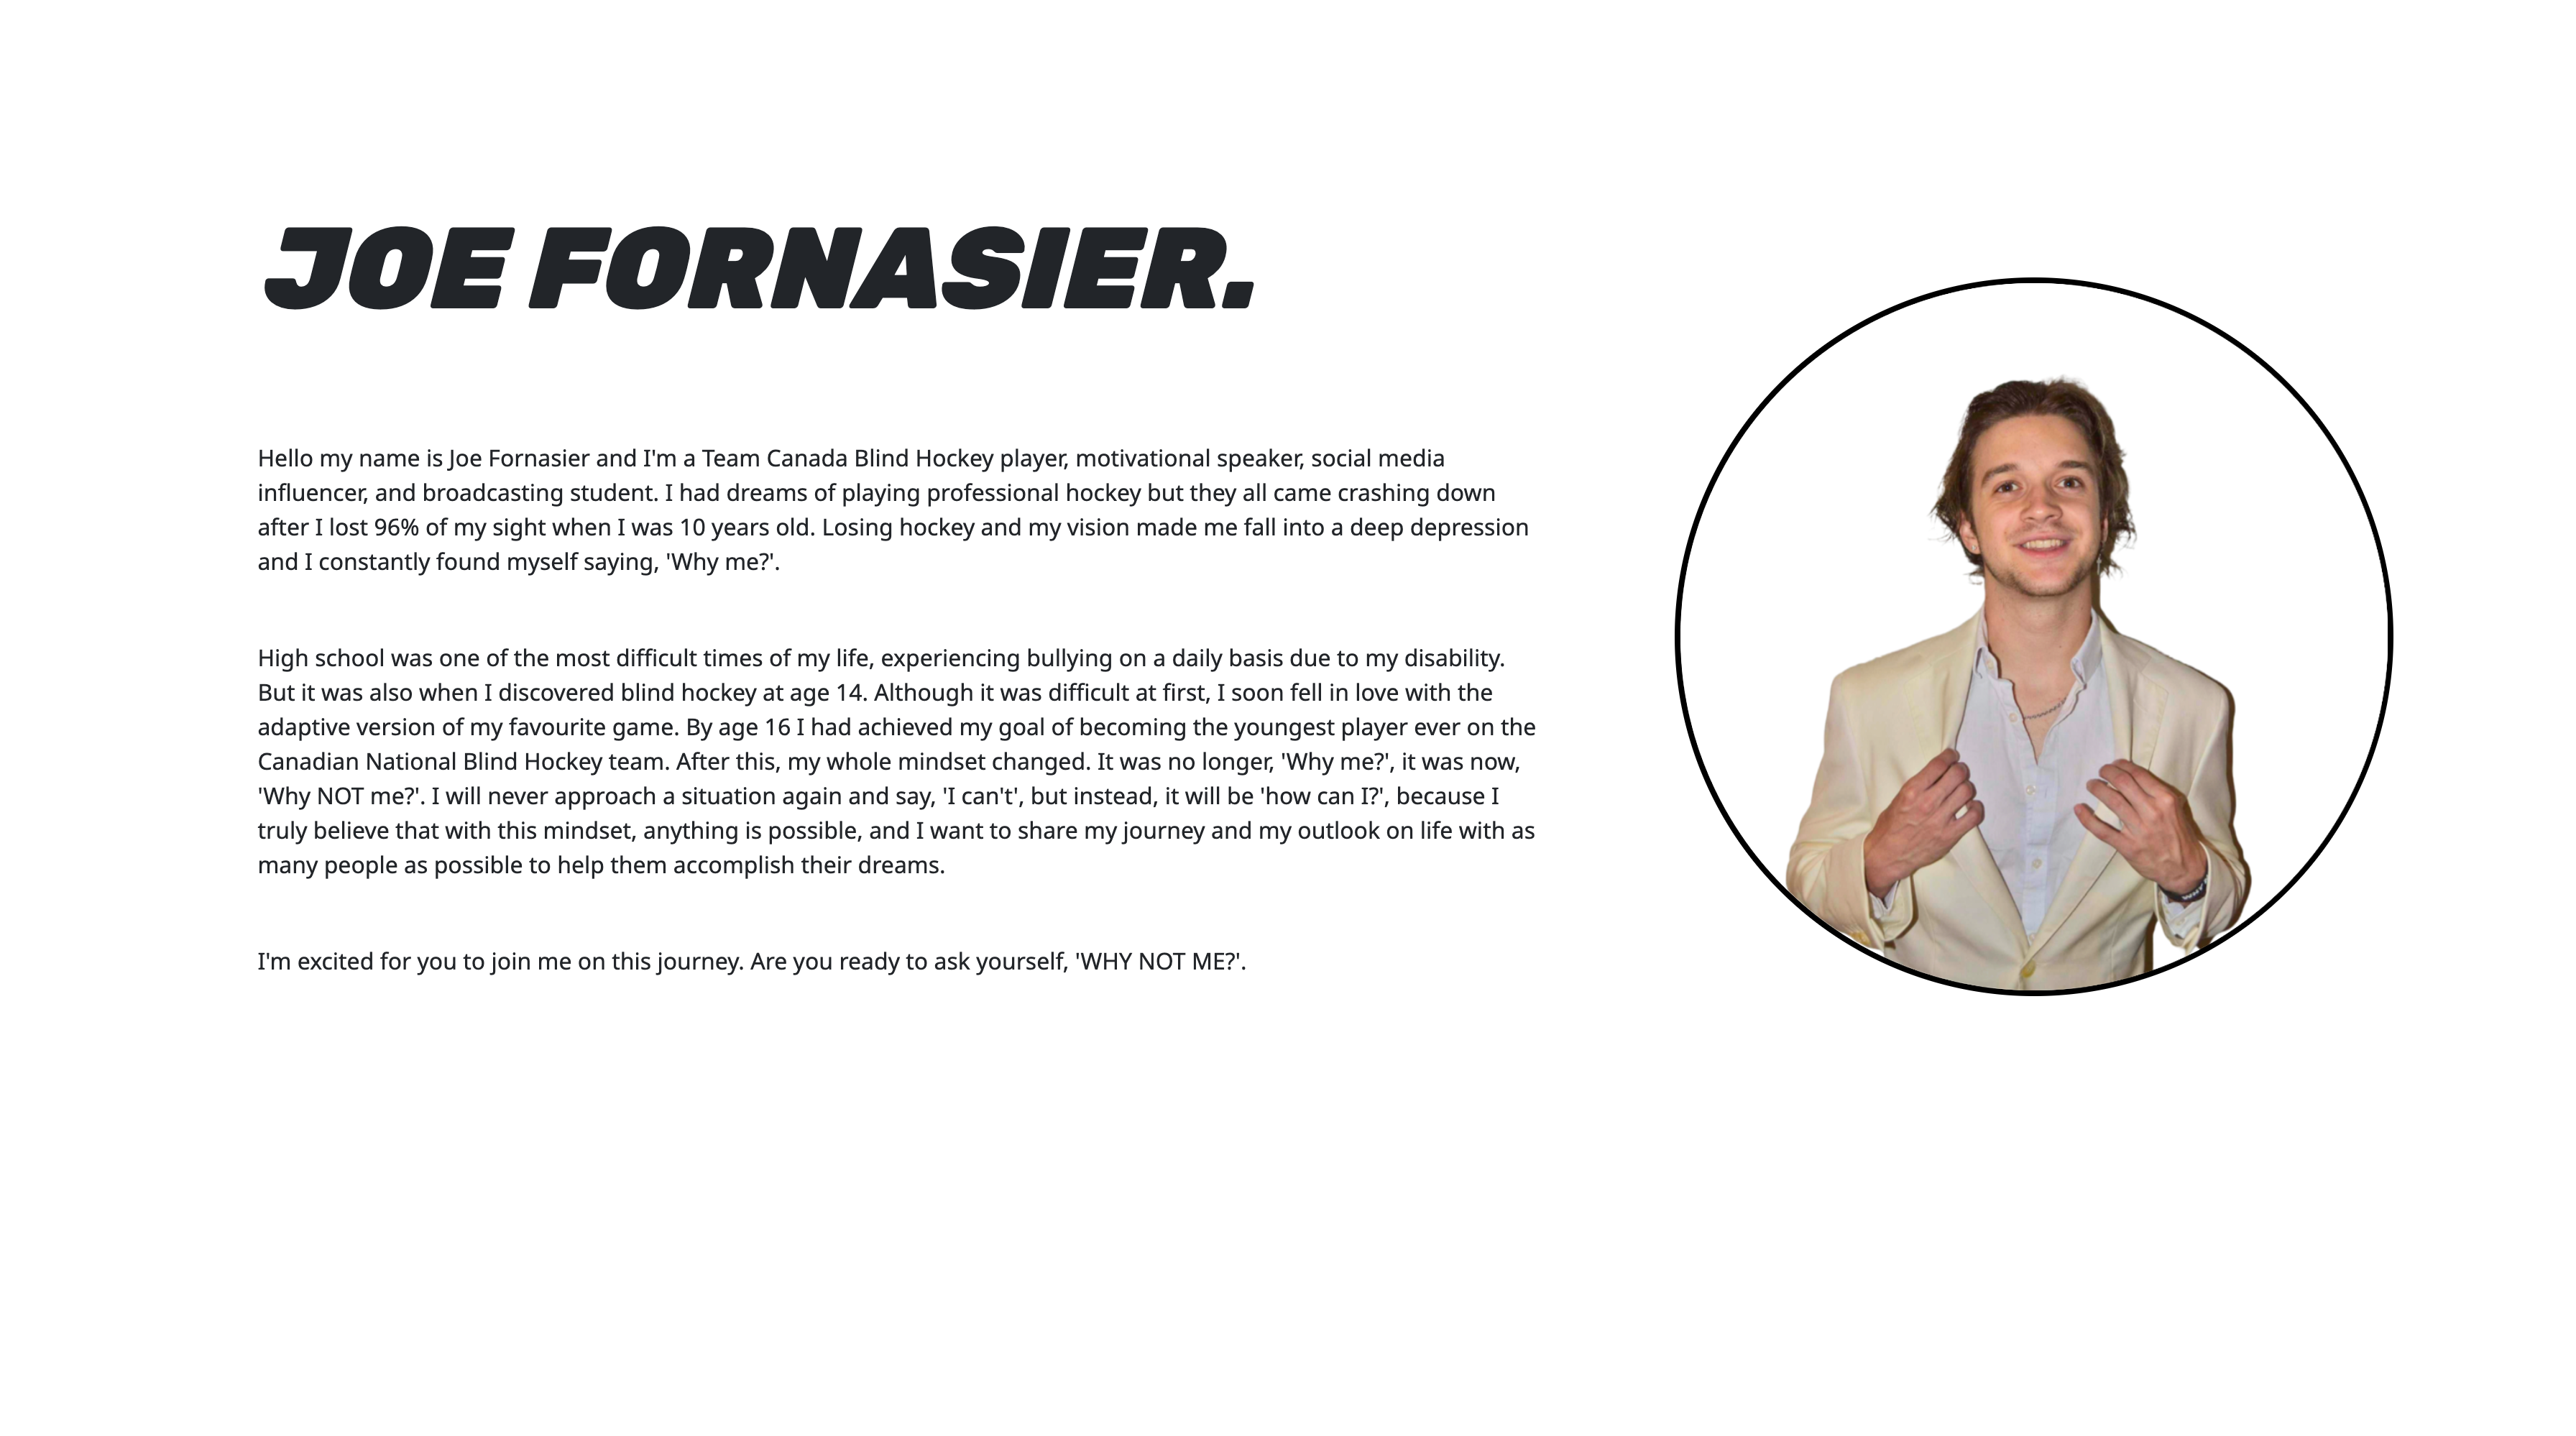 JOE FORNASIER.
Hello my name is Joe Fornasier and I'm a Team Canada Blind Hockey player, motivational speaker, social media
influencer, and broadcasting student. I had dreams of playing professional hockey but they all came crashing down
after I lost 96% of my sight when I was 10 years old. Losing hockey and my vision made me fall into a deep depression
and I constantly found myself saying, 'Why me?'.
High school was one of the most difficult times of my life, experiencing bullying on a daily basis due to my disability.
But it was also when I discovered blind hockey at age 14. Although it was difficult at first, I soon fell in love with the
adaptive version of my favourite game. By age 16 I had achieved my goal of becoming the youngest player ever on the
Canadian National Blind Hockey team. After this, my whole mindset changed. It was no longer, 'Why me?', it was now,
'Why NOT me?'. I will never approach a situation again and say, 'I can't', but instead, it will be 'how can I?', because I
truly believe that with this mindset, anything is possible, and I want to share my journey and my outlook on life with as
many people as possible to help them accomplish their dreams.
I'm excited for you to join me on this journey. Are you ready to ask yourself, 'WHY NOT ME?'.